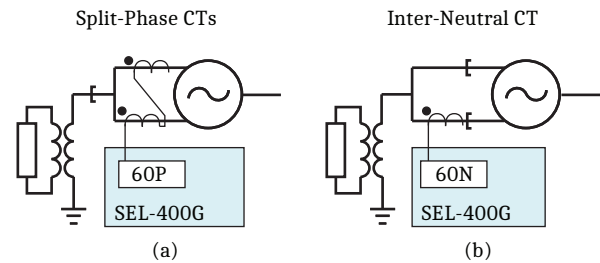 Split-Phase CTs
Inter-Neutral CT
60P
60N
SEL-400G
SEL-400G
(a)
(b)